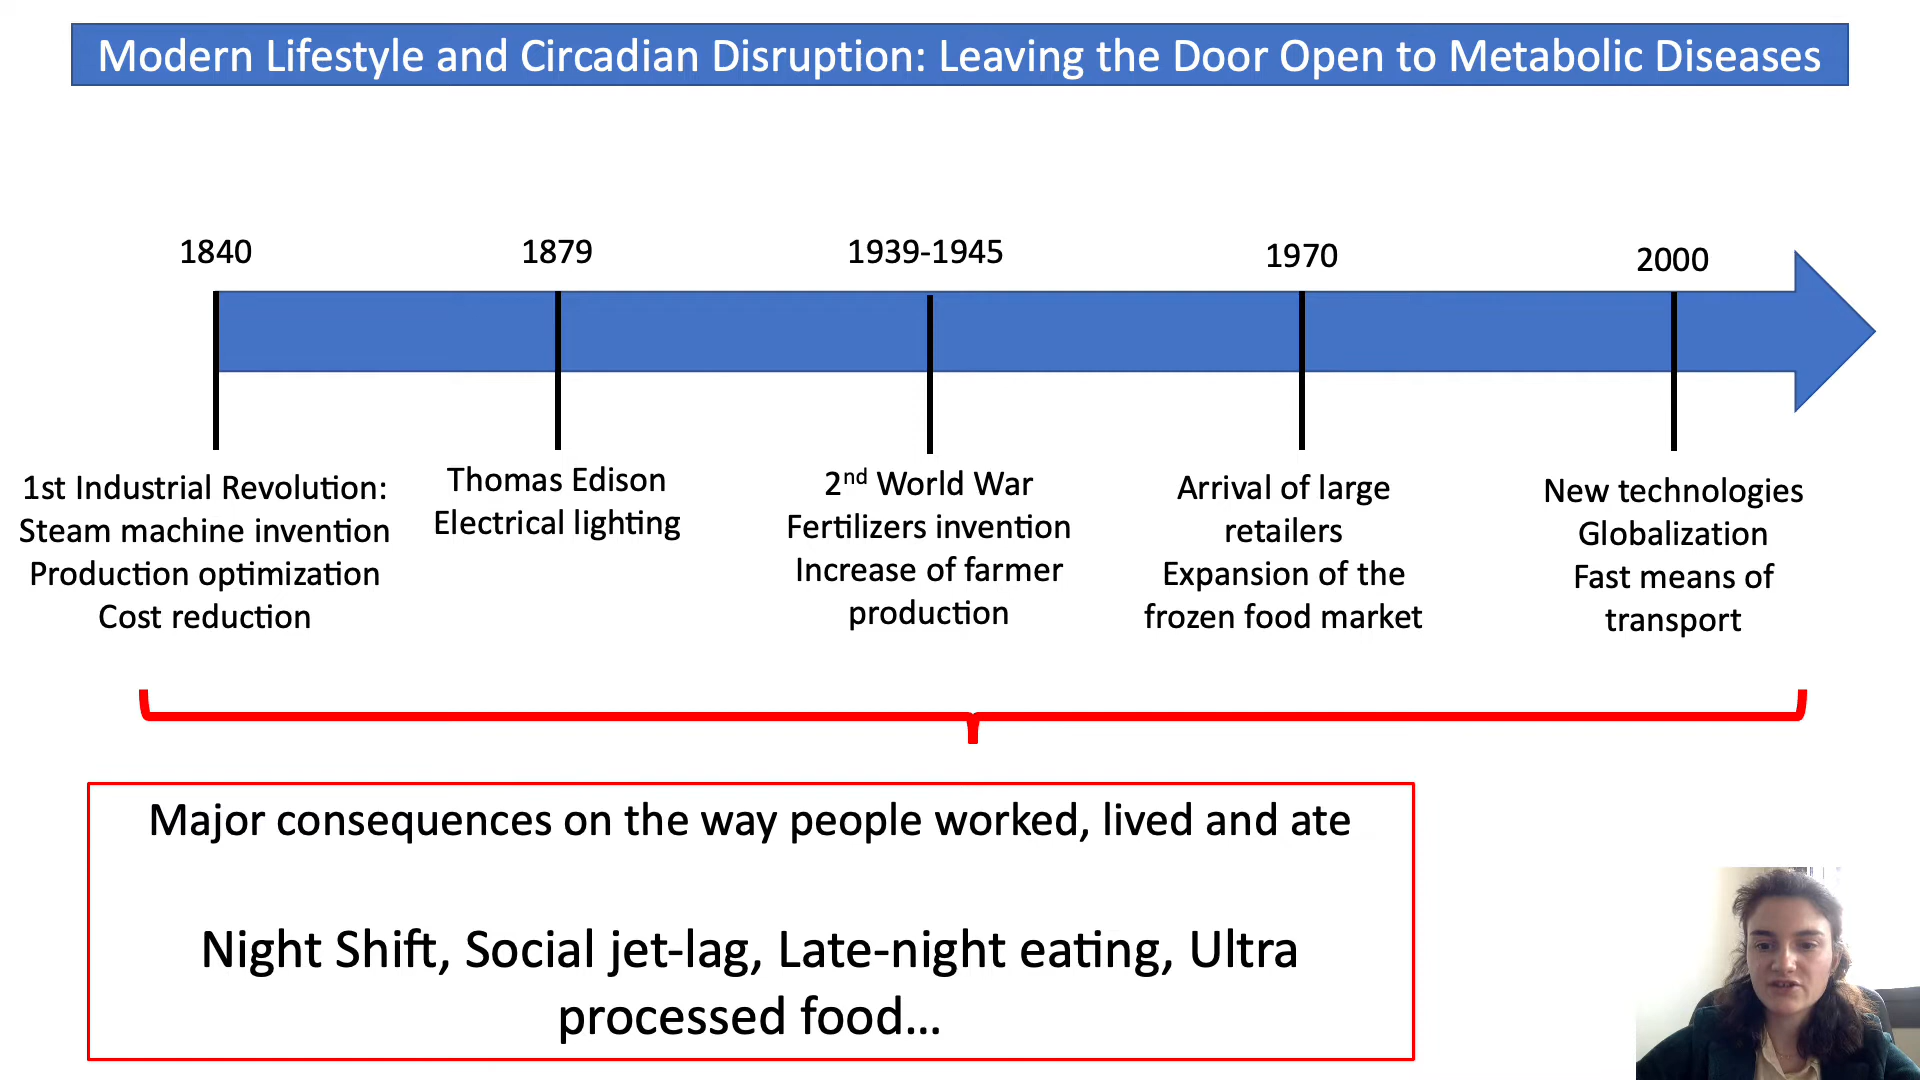 Modern Lifestyle and Circadian Disruption: Leaving the Door Open to Metabolic Diseases
1840
1879
1939-1945
1970
2000
1st Industrial Revolution:
Steam machine invention
Production optimization
Cost reduction
Thomas Edison
Electrical lighting
2nd World War
Fertilizers invention
Increase of farmer
production
Arrival of large
retailers
Expansion of the
frozen food market
New technologies
Globalization
Fast means of
transport
Major consequences on the way people worked, lived and ate
Night Shift, Social jet-lag, Late-night eating, Ultra
processed food...